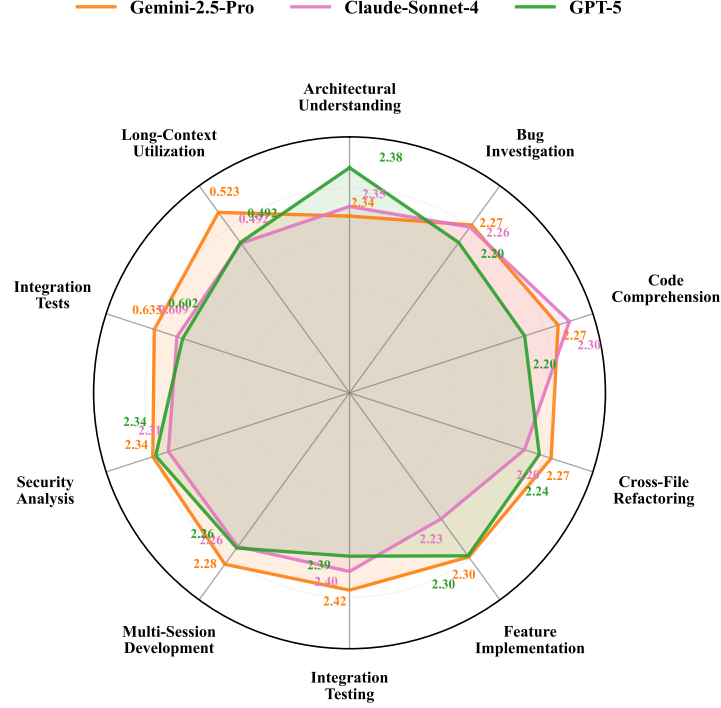 Gemini-2.5-Pro Claude-Sonnet-4 GPT-5
Architectural
Understanding
Long-Context
Utilization
Bug
Investigation
2.38
0.523
2.35
2.34
0.492
0.492
2.27
2.26
2.20
Integration
Tests
Code
Comprehension
0.635
0.609
0.602
2.27
2.30
2.20
2.34
2.31
2.34
Security
Analysis
2.20
2.27
2.24
Cross-File
Refactoring
2.26
2.26
2.28
2.39
2.40
2.42
2.23
2.30
2.30
Multi-Session
Development
Feature
Implementation
Integration
Testing